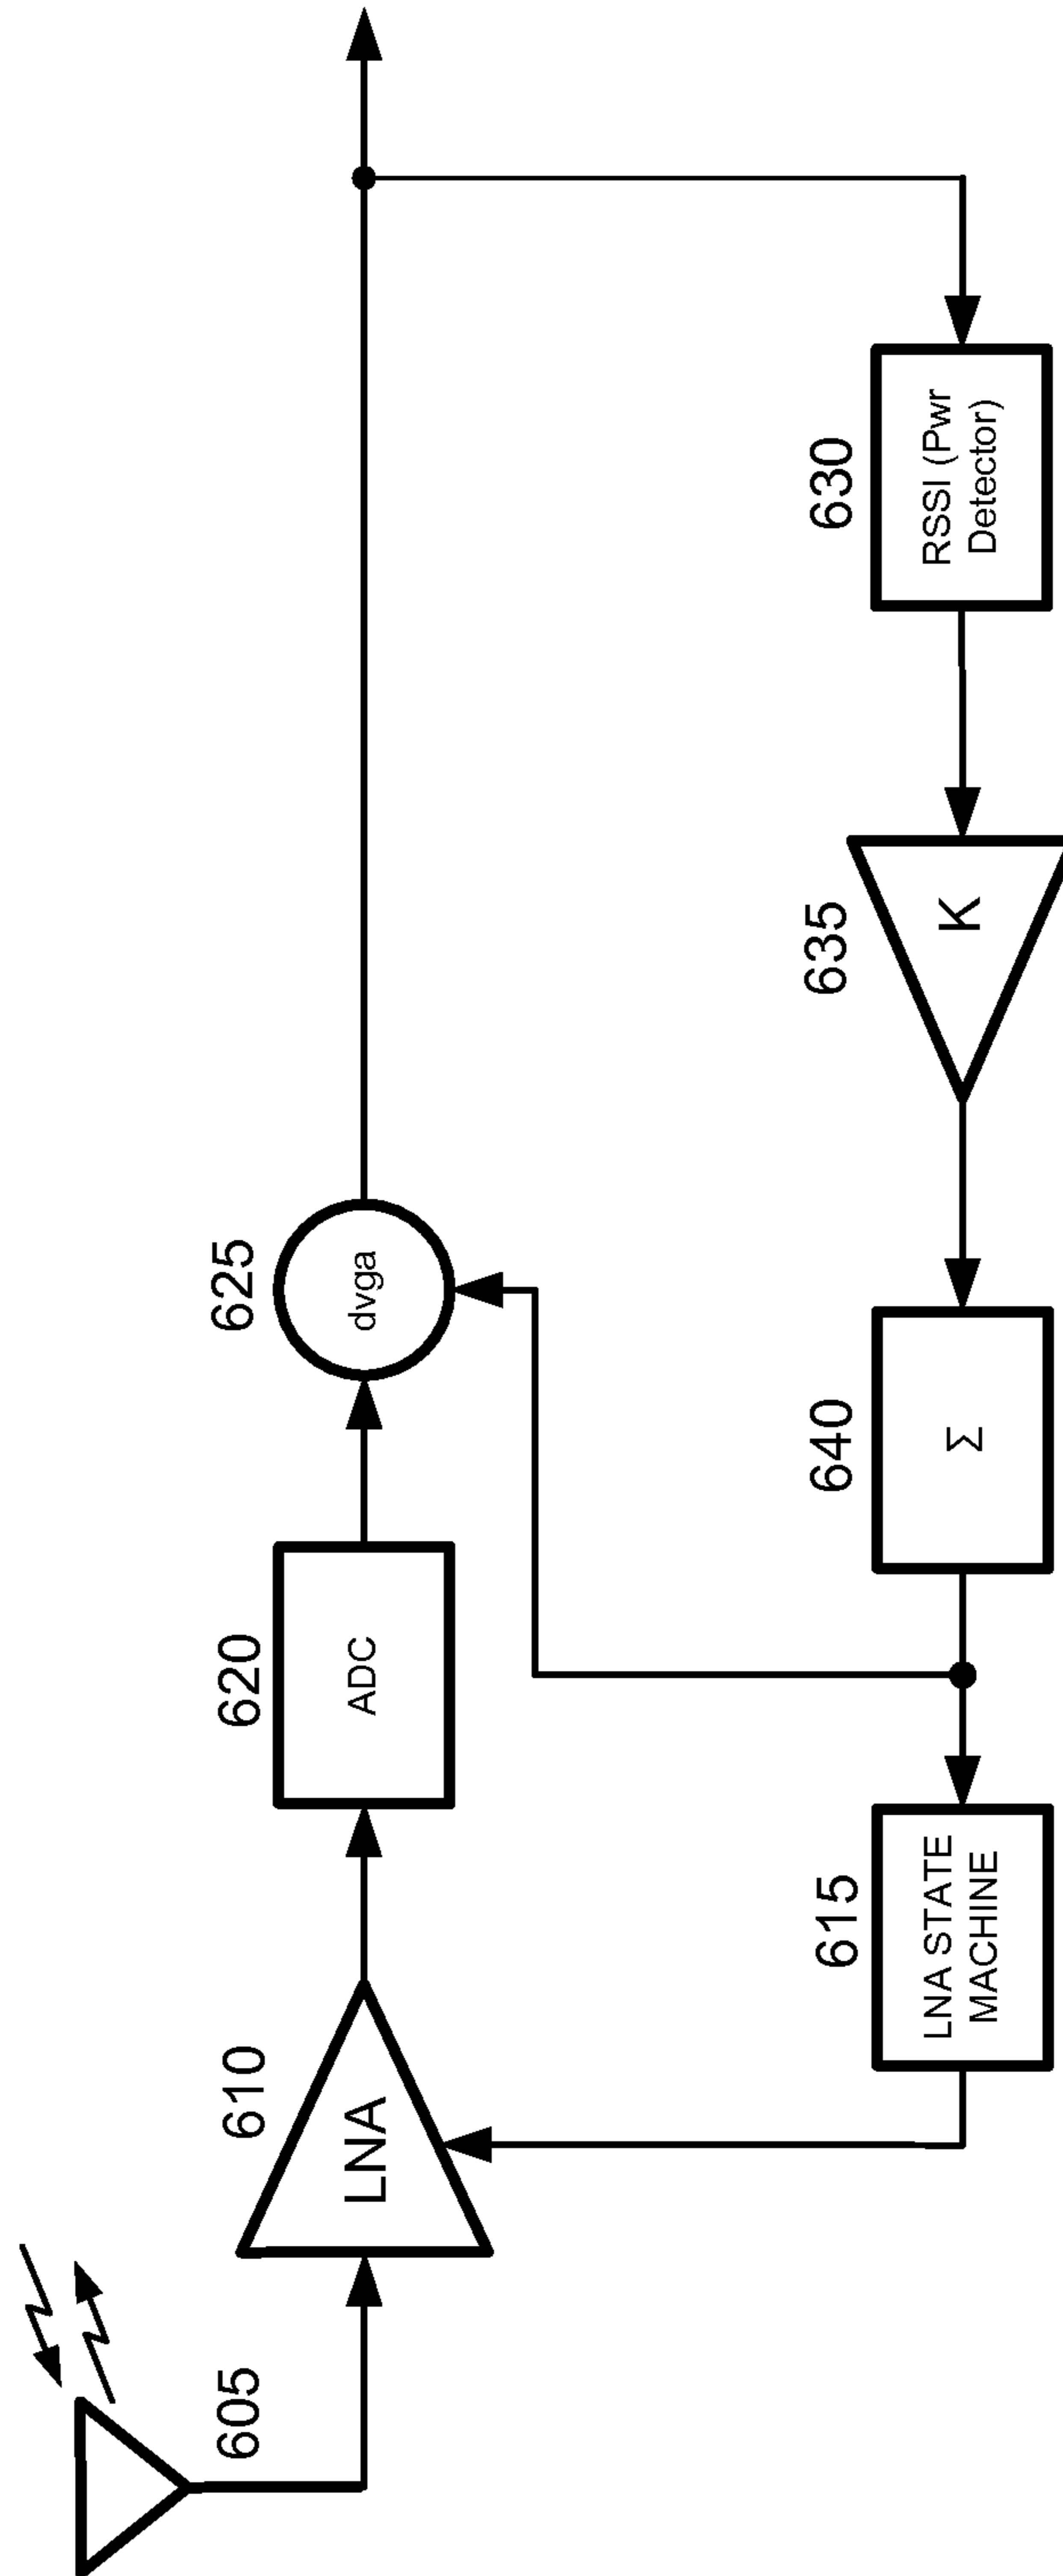 605
610
LNA
620
ADC
625
dvga
615
LNA STATE
MACHINE
640
Σ
635
K
630
RSSI (Pwr
Detector)